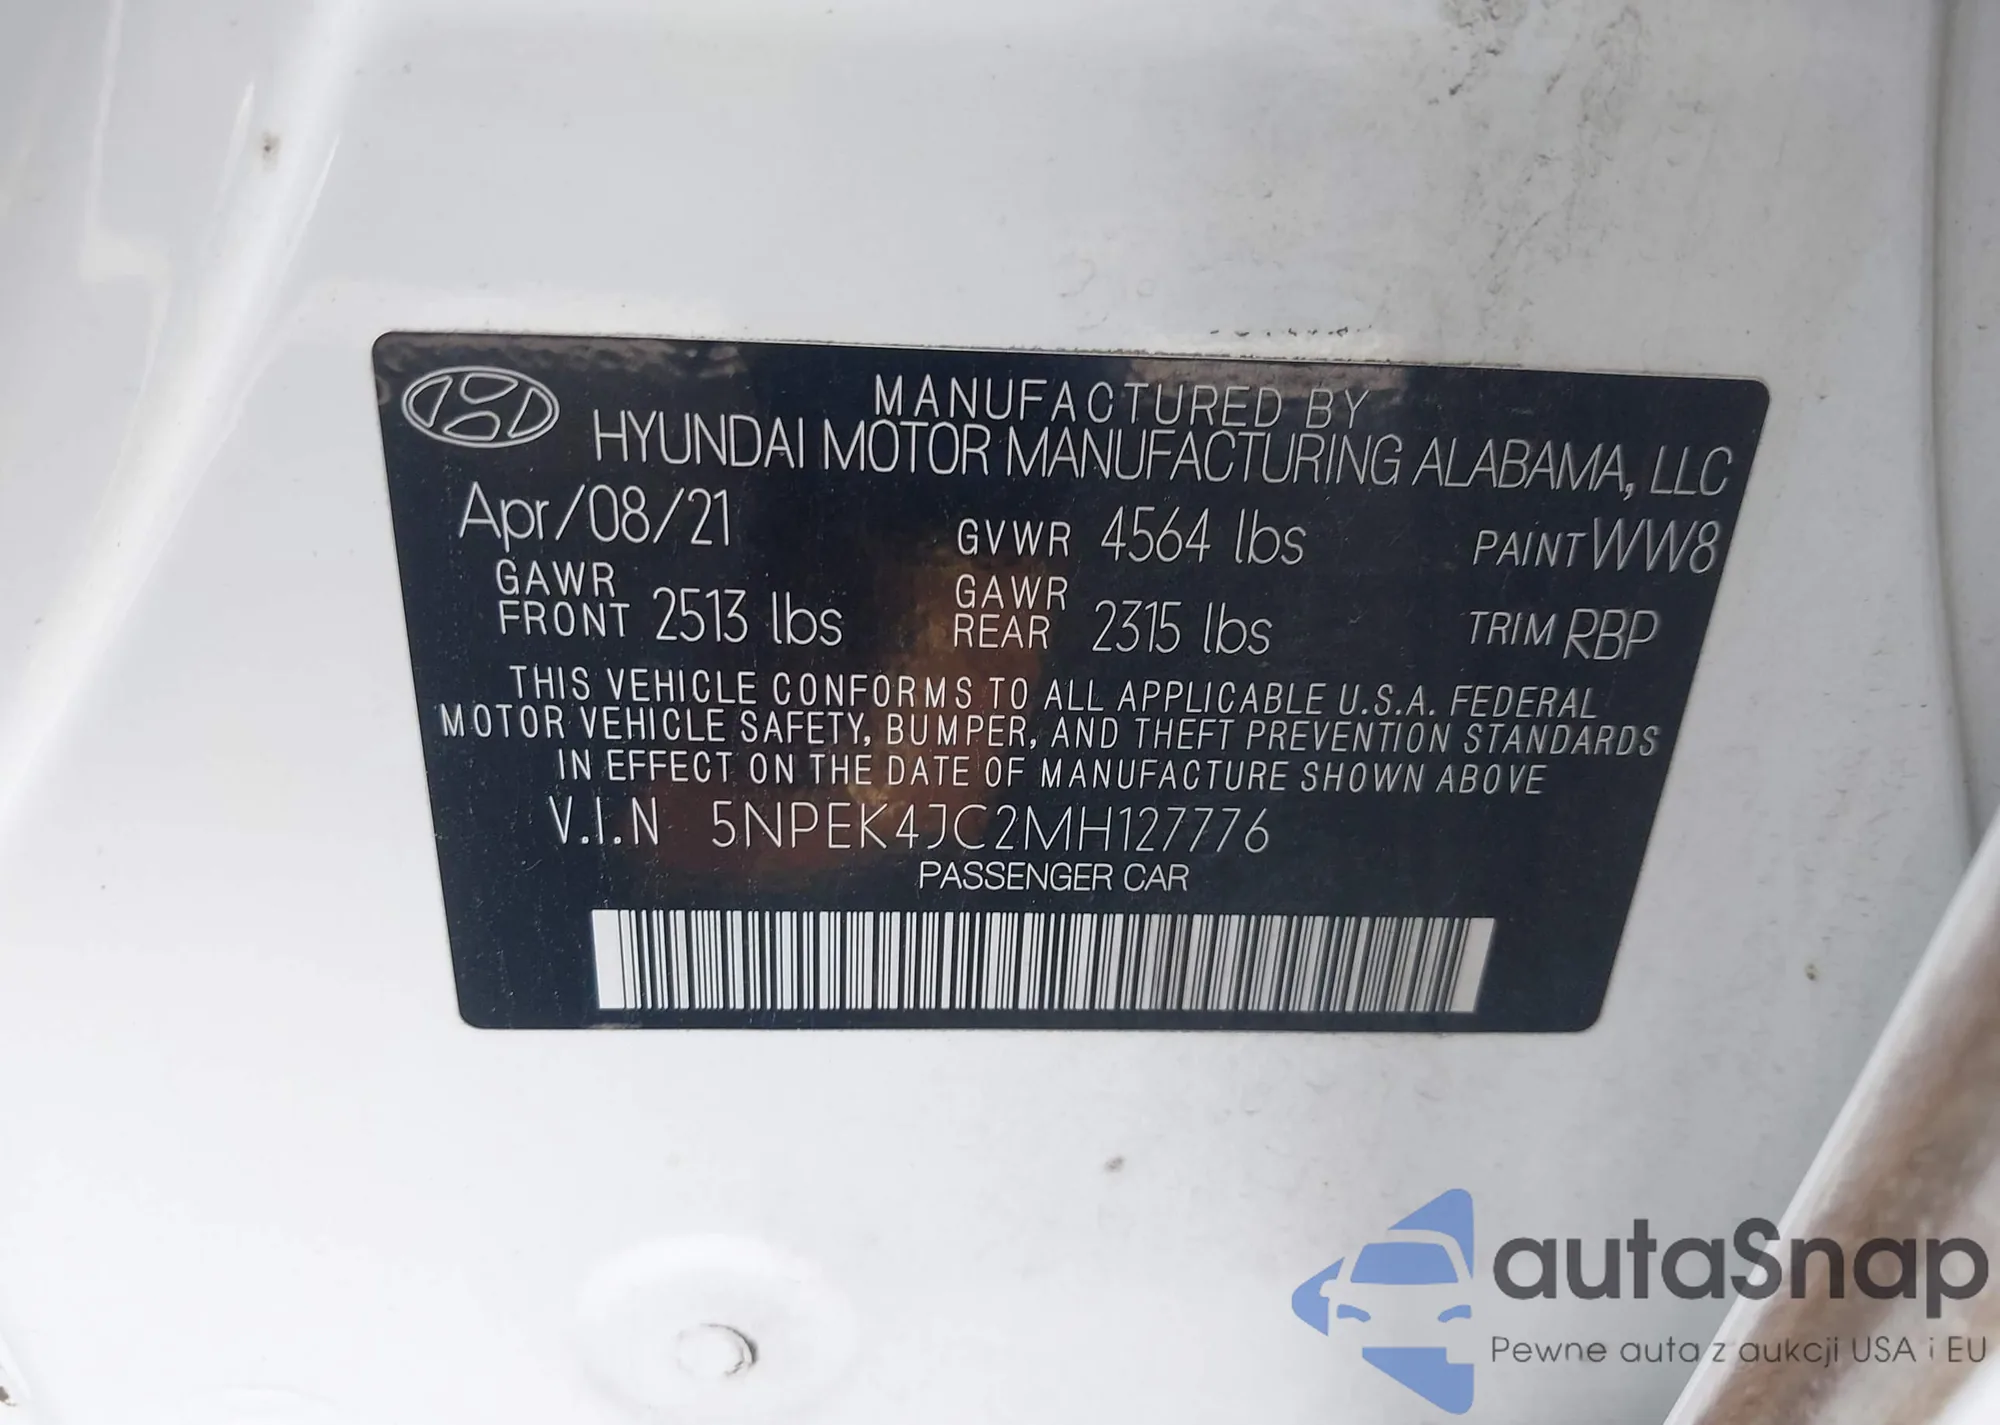 MANUFACTURED BY
HYUNDAI MOTOR MANUFACTURING ALABAMA, LLC
Apr/08/21 GVWR 4564 lbs PAINT WW8
GAWR FRONT 2513 lbs GAWR REAR 2315 lbs TRIM RBP
THIS VEHICLE CONFORMS TO ALL APPLICABLE U.S.A. FEDERAL
MOTOR VEHICLE SAFETY, BUMPER, AND THEFT PREVENTION STANDARDS
IN EFFECT ON THE DATE OF MANUFACTURE SHOWN ABOVE
V.I.N 5NPEK4JC2MH127776
PASSENGER CAR
autaSnap
Pewne auta z aukcji USA i EU